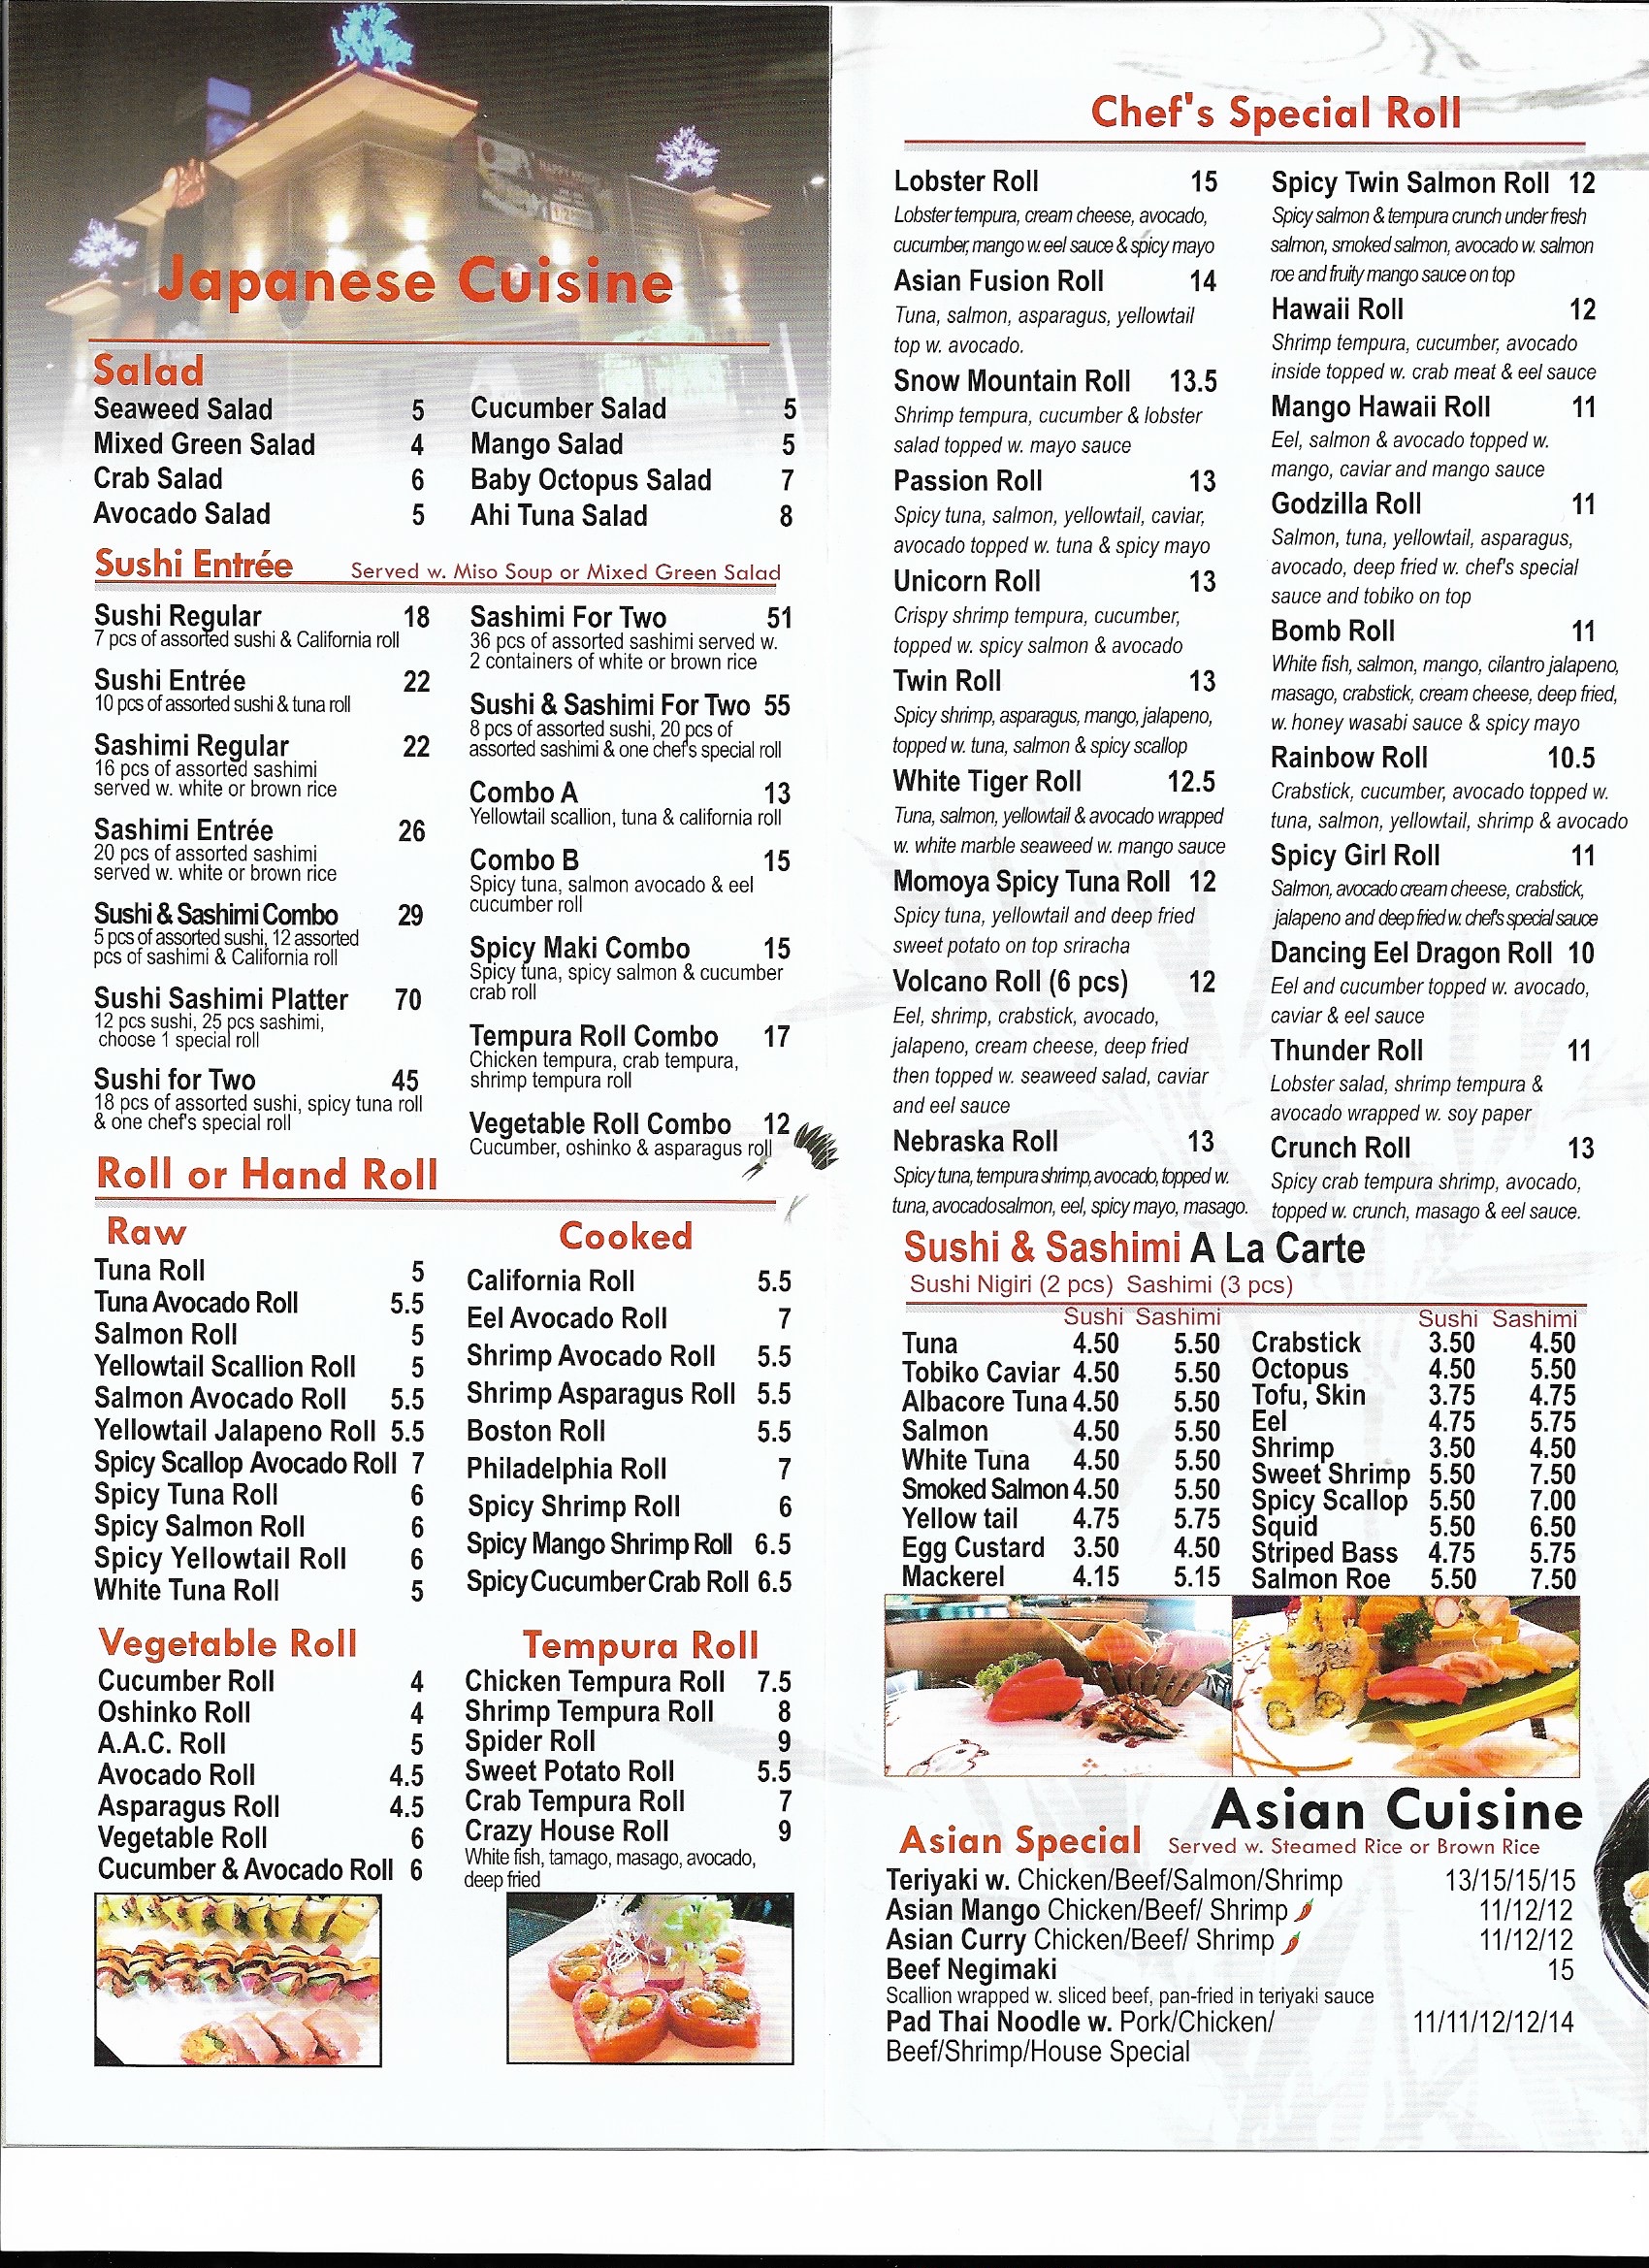 Japanese Cuisine
Salad
Seaweed Salad 5
Mixed Green Salad 4
Crab Salad 6
Avocado Salad 5
Cucumber Salad 5
Mango Salad 5
Baby Octopus Salad 7
Ahi Tuna Salad 8
Sushi Entrée Served w. Miso Soup or Mixed Green Salad
Sushi Regular 18
7 pcs of assorted sushi & California roll
Sushi Entrée 22
10 pcs of assorted sushi & tuna roll
Sashimi Regular 22
16 pcs of assorted sashimi
served w. white or brown rice
Sashimi Entrée 26
20 pcs of assorted sashimi
served w. white or brown rice
Sushi & Sashimi Combo 29
5 pcs of assorted sushi, 12 assorted
pcs of sashimi & California roll
Sushi Sashimi Platter 70
12 pcs sushi, 25 pcs sashimi,
choose 1 special roll
Sushi for Two 45
18 pcs of assorted sushi, spicy tuna roll
& one chef's special roll
Sashimi For Two 51
36 pcs of assorted sashimi served w.
2 containers of white or brown rice
Sushi & Sashimi For Two 55
8 pcs of assorted sushi, 20 pcs of
assorted sashimi & one chef's special roll
Combo A 13
Yellowtail scallion, tuna & california roll
Combo B 15
Spicy tuna, salmon avocado & eel
cucumber roll
Spicy Maki Combo 15
Spicy tuna, spicy salmon & cucumber
crab roll
Tempura Roll Combo 17
Chicken tempura, crab tempura,
shrimp tempura roll
Vegetable Roll Combo 12
Cucumber, oshinko & asparagus roll
Roll or Hand Roll
Raw
Tuna Roll 5
Tuna Avocado Roll 5.5
Salmon Roll 5
Yellowtail Scallion Roll 5
Salmon Avocado Roll 5.5
Yellowtail Jalapeno Roll 5.5
Spicy Scallop Avocado Roll 7
Spicy Tuna Roll 6
Spicy Salmon Roll 6
Spicy Yellowtail Roll 6
White Tuna Roll 5
Cooked
California Roll 5.5
Eel Avocado Roll 7
Shrimp Avocado Roll 5.5
Shrimp Asparagus Roll 5.5
Boston Roll 5.5
Philadelphia Roll 7
Spicy Shrimp Roll 6
Spicy Mango Shrimp Roll 6.5
Spicy Cucumber Crab Roll 6.5
Vegetable Roll
Cucumber Roll 4
Oshinko Roll 4
A.A.C. Roll 5
Avocado Roll 4.5
Asparagus Roll 4.5
Vegetable Roll 6
Cucumber & Avocado Roll 6
Tempura Roll
Chicken Tempura Roll 7.5
Shrimp Tempura Roll 8
Spider Roll 9
Sweet Potato Roll 5.5
Crab Tempura Roll 7
Crazy House Roll 9
White fish, tamago, masago, avocado,
deep fried
Chef's Special Roll
Lobster Roll 15
Lobster tempura, cream cheese, avocado,
cucumber, mango w. eel sauce & spicy mayo
Asian Fusion Roll 14
Tuna, salmon, asparagus, yellowtail
top w. avocado.
Snow Mountain Roll 13.5
Shrimp tempura, cucumber & lobster
salad topped w. mayo sauce
Passion Roll 13
Spicy tuna, salmon, yellowtail, caviar,
avocado topped w. tuna & spicy mayo
Unicorn Roll 13
Crispy shrimp tempura, cucumber,
topped w. spicy salmon & avocado
Twin Roll 13
Spicy shrimp, asparagus, mango, jalapeno,
topped w. tuna, salmon & spicy scallop
White Tiger Roll 12.5
Tuna, salmon, yellowtail & avocado wrapped
w. white marble seaweed w. mango sauce
Momoya Spicy Tuna Roll 12
Spicy tuna, yellowtail and deep fried
sweet potato on top sriracha
Volcano Roll (6 pcs) 12
Eel, shrimp, crabstick, avocado,
jalapeno, cream cheese, deep fried
then topped w. seaweed salad, caviar
and eel sauce
Nebraska Roll 13
Spicy tuna, tempura shrimp, avocado, topped w.
tuna, avocadosalmon, eel, spicy mayo, masago.
Spicy Twin Salmon Roll 12
Spicy salmon & tempura crunch under fresh
salmon, smoked salmon, avocado w. salmon
roe and fruity mango sauce on top
Hawaii Roll 12
Shrimp tempura, cucumber, avocado
inside topped w. crab meat & eel sauce
Mango Hawaii Roll 11
Eel, salmon & avocado topped w.
mango, caviar and mango sauce
Godzilla Roll 11
Salmon, tuna, yellowtail, asparagus,
avocado, deep fried w. chef's special
sauce and tobiko on top
Bomb Roll 11
White fish, salmon, mango, cilantro jalapeno,
masago, crabstick, cream cheese, deep fried,
w. honey wasabi sauce & spicy mayo
Rainbow Roll 10.5
Crabstick, cucumber, avocado topped w.
tuna, salmon, yellowtail, shrimp & avocado
Spicy Girl Roll 11
Salmon, avocado cream cheese, crabstick,
jalapeno and deep fried w. chef's special sauce
Dancing Eel Dragon Roll 10
Eel and cucumber topped w. avocado,
caviar & eel sauce
Thunder Roll 11
Lobster salad, shrimp tempura &
avocado wrapped w. soy paper
Crunch Roll 13
Spicy crab tempura shrimp, avocado,
topped w. crunch, masago & eel sauce.
Sushi & Sashimi A La Carte
Sushi Nigiri (2 pcs) Sashimi (3 pcs)
Sushi Sashimi
Tuna 4.50 5.50
Tobiko Caviar 4.50 5.50
Albacore Tuna 4.50 5.50
Salmon 4.50 5.50
White Tuna 4.50 5.50
Smoked Salmon 4.50 5.50
Yellow tail 4.75 5.75
Egg Custard 3.50 4.50
Mackerel 4.15 5.15
Sushi Sashimi
Crabstick 3.50 4.50
Octopus 4.50 5.50
Tofu, Skin 3.75 4.75
Eel 4.75 5.75
Shrimp 3.50 4.50
Sweet Shrimp 5.50 7.50
Spicy Scallop 5.50 7.00
Squid 5.50 6.50
Striped Bass 4.75 5.75
Salmon Roe 5.50 7.50
Asian Cuisine
Asian Special Served w. Steamed Rice or Brown Rice
Teriyaki w. Chicken/Beef/Salmon/Shrimp 13/15/15/15
Asian Mango Chicken/Beef/ Shrimp 11/12/12
Asian Curry Chicken/Beef/ Shrimp 11/12/12
Beef Negimaki 15
Scallion wrapped w. sliced beef, pan-fried in teriyaki sauce
Pad Thai Noodle w. Pork/Chicken/ 11/11/12/12/14
Beef/Shrimp/House Special